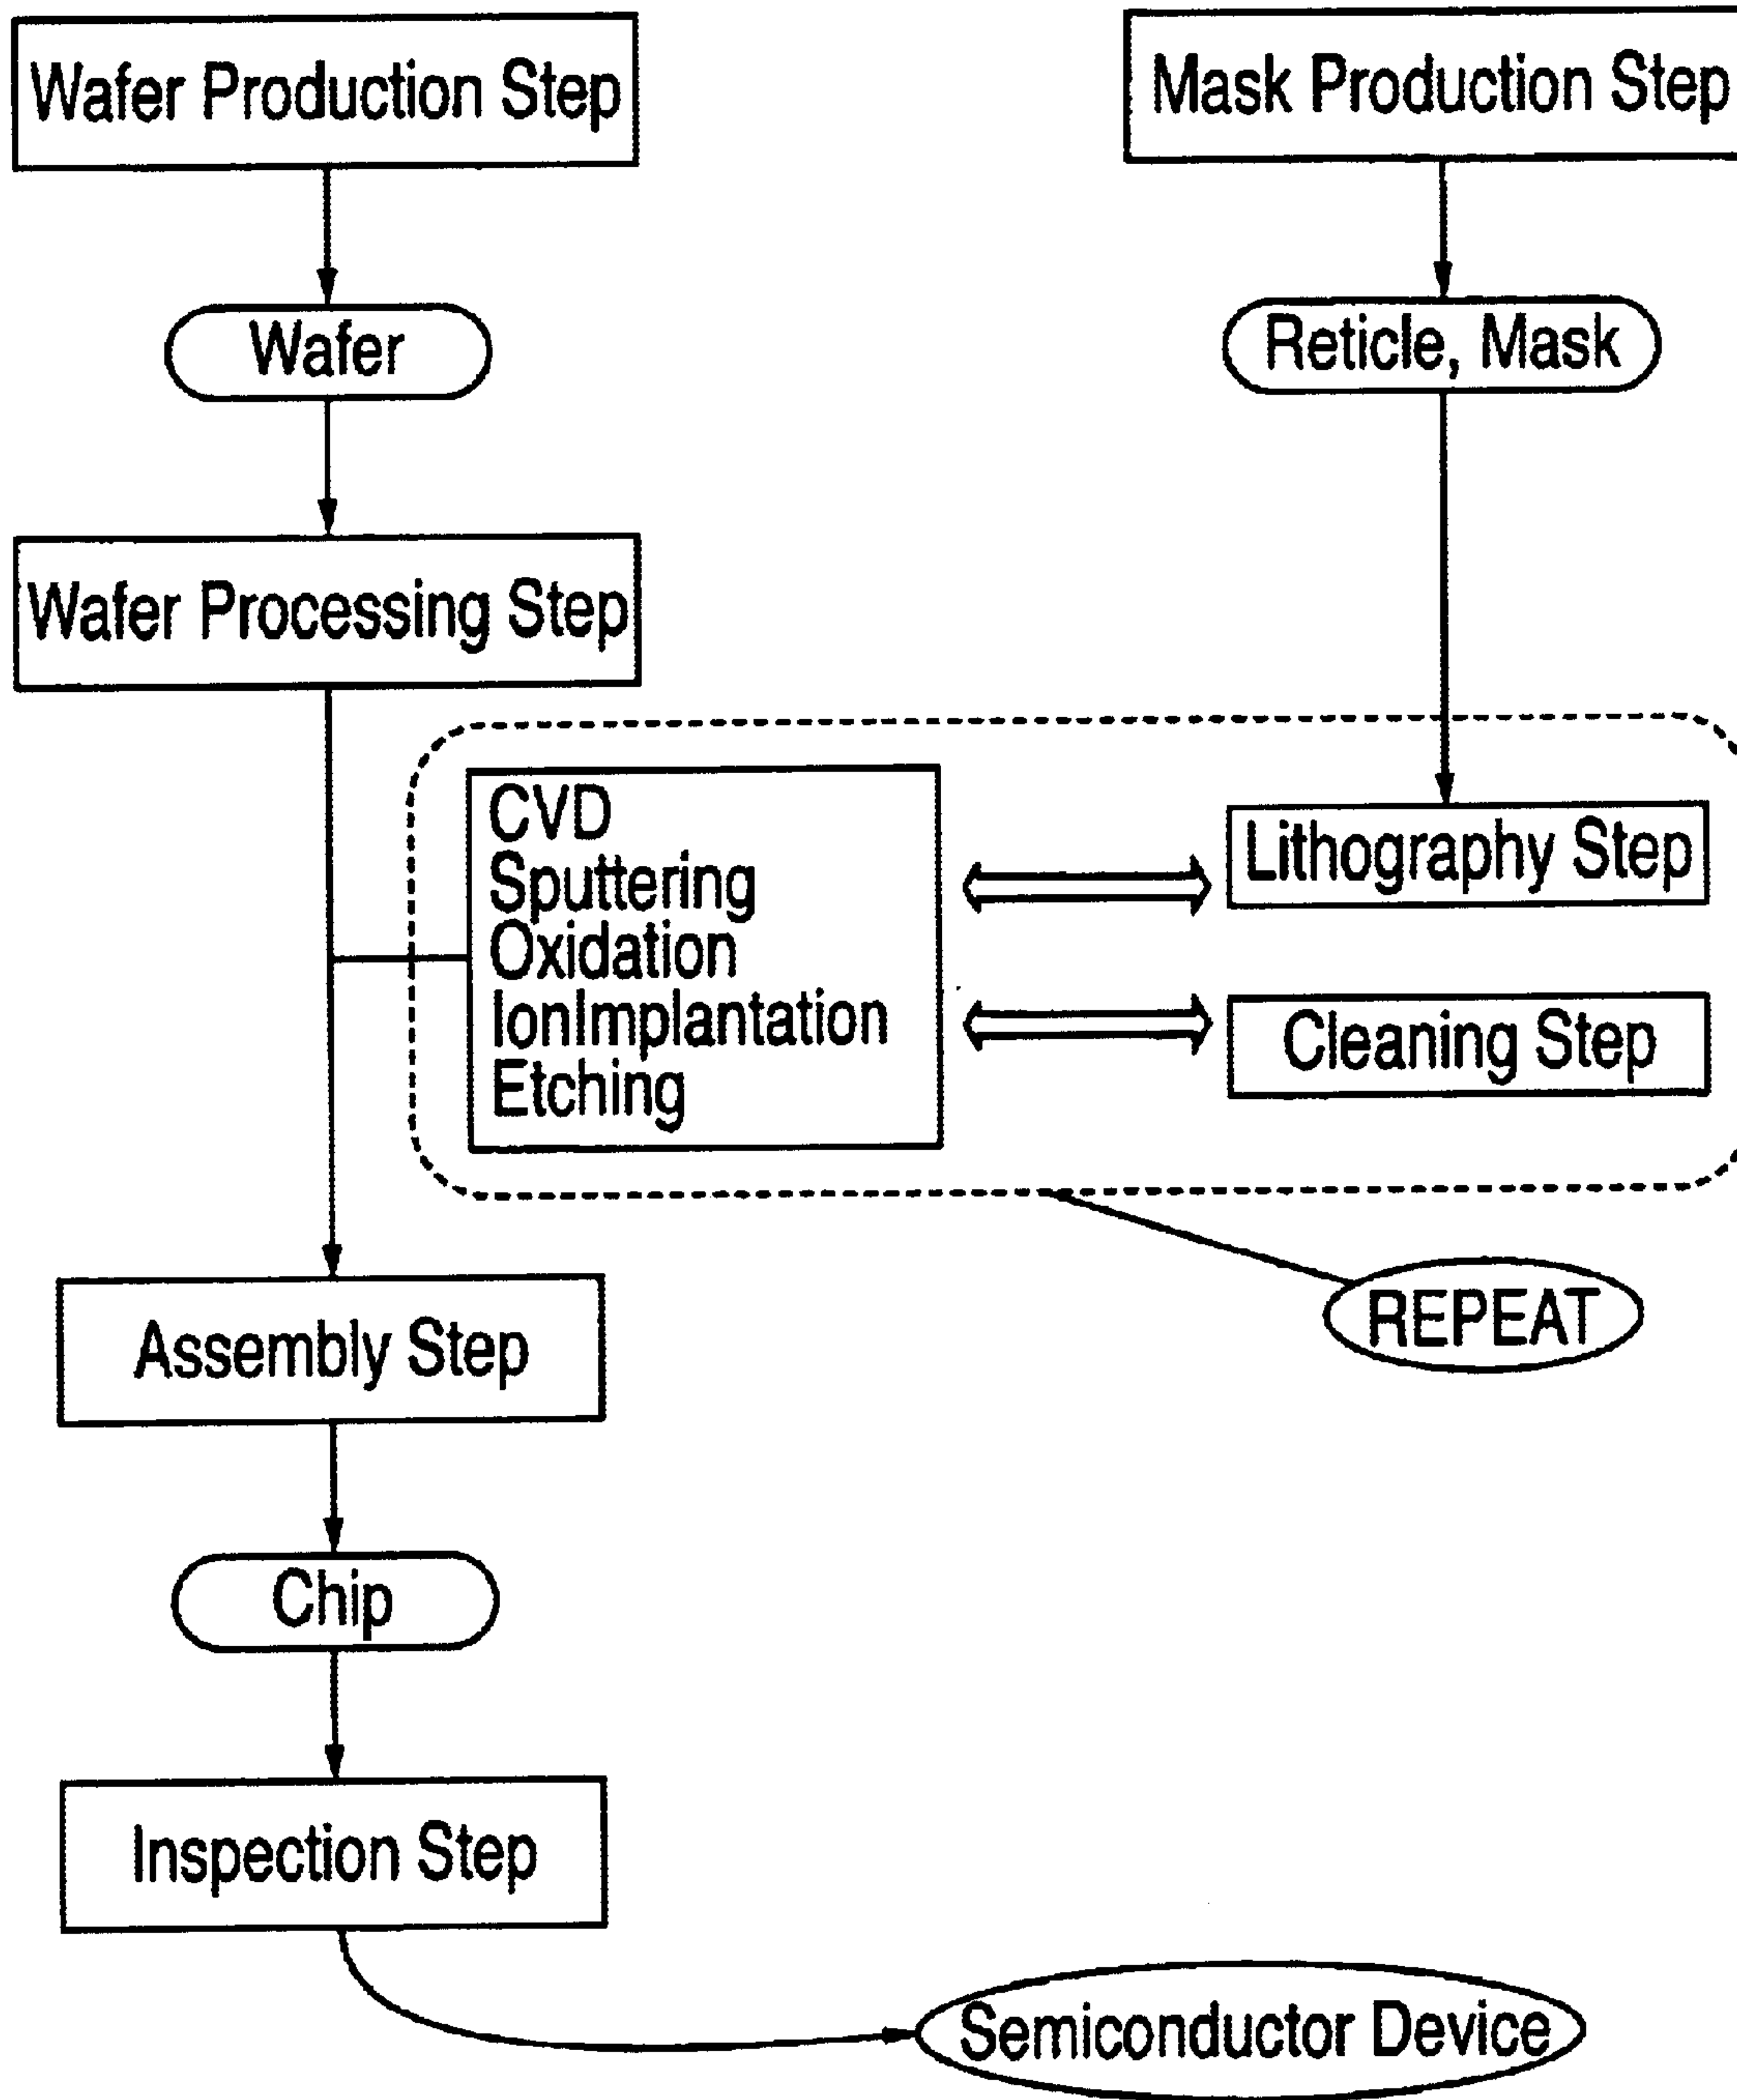 Wafer Production Step
Mask Production Step
Wafer
Reticle, Mask
Wafer Processing Step
CVD
Sputtering
Oxidation
IonImplantation
Etching
Lithography Step
Cleaning Step
REPEAT
Assembly Step
Chip
Inspection Step
Semiconductor Device